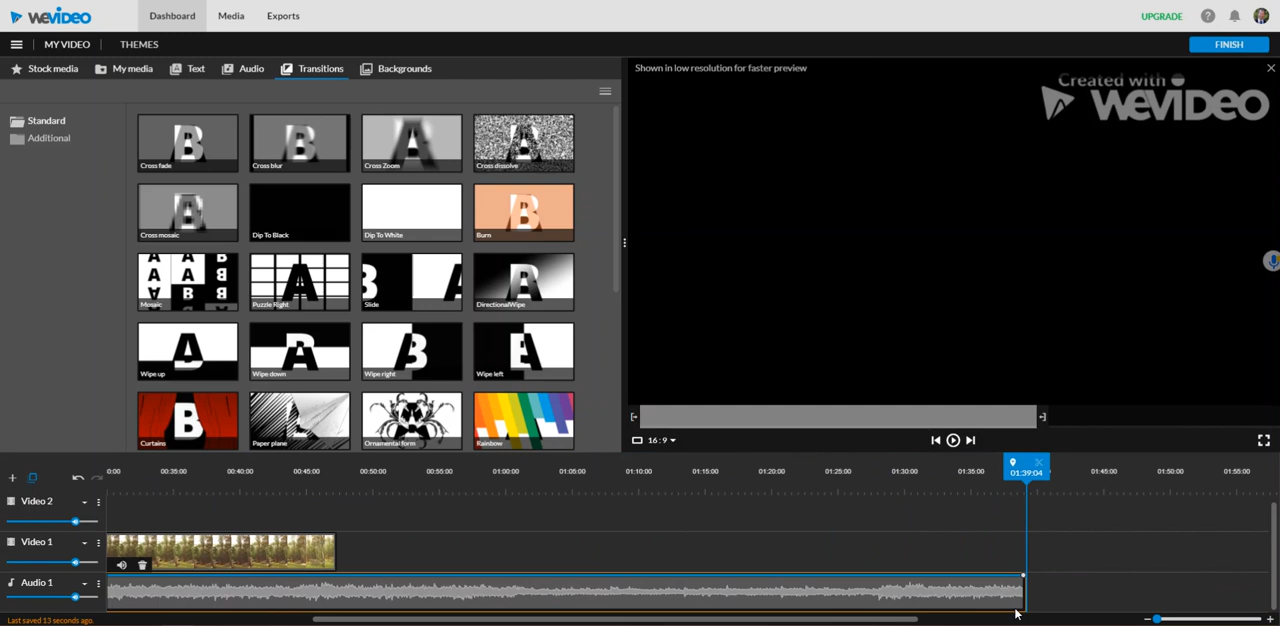 WEVIDEO
Dashboard
Media
Exports
UPGRADE
?
MY VIDEO
THEMES
FINISH
Stock media
My media
Text
Audio
Transitions
Backgrounds
Shown in low resolution for faster preview
Created with
WEVIDEO
Standard
Additional
Cross fade
Cross blur
Cross Zoom
Cross dissolve
Cross mosaic
Dip To Black
Dip To White
Burn
Mosaic
Puzzle Right
Slide
DirectionalWipe
Wipe up
Wipe down
Wipe right
Wipe left
Curtains
Paper plane
Ornamental form
Rainbow
16:9
0:00 00:35:00 00:40:00 00:45:00 00:50:00 00:55:00 01:00:00 01:05:00 01:10:00 01:15:00 01:20:00 01:25:00 01:30:00 01:35:00 01:39:04 01:45:00 01:50:00 01:55:00
Video 2
Video 1
Audio 1
Last saved 13 seconds ago.